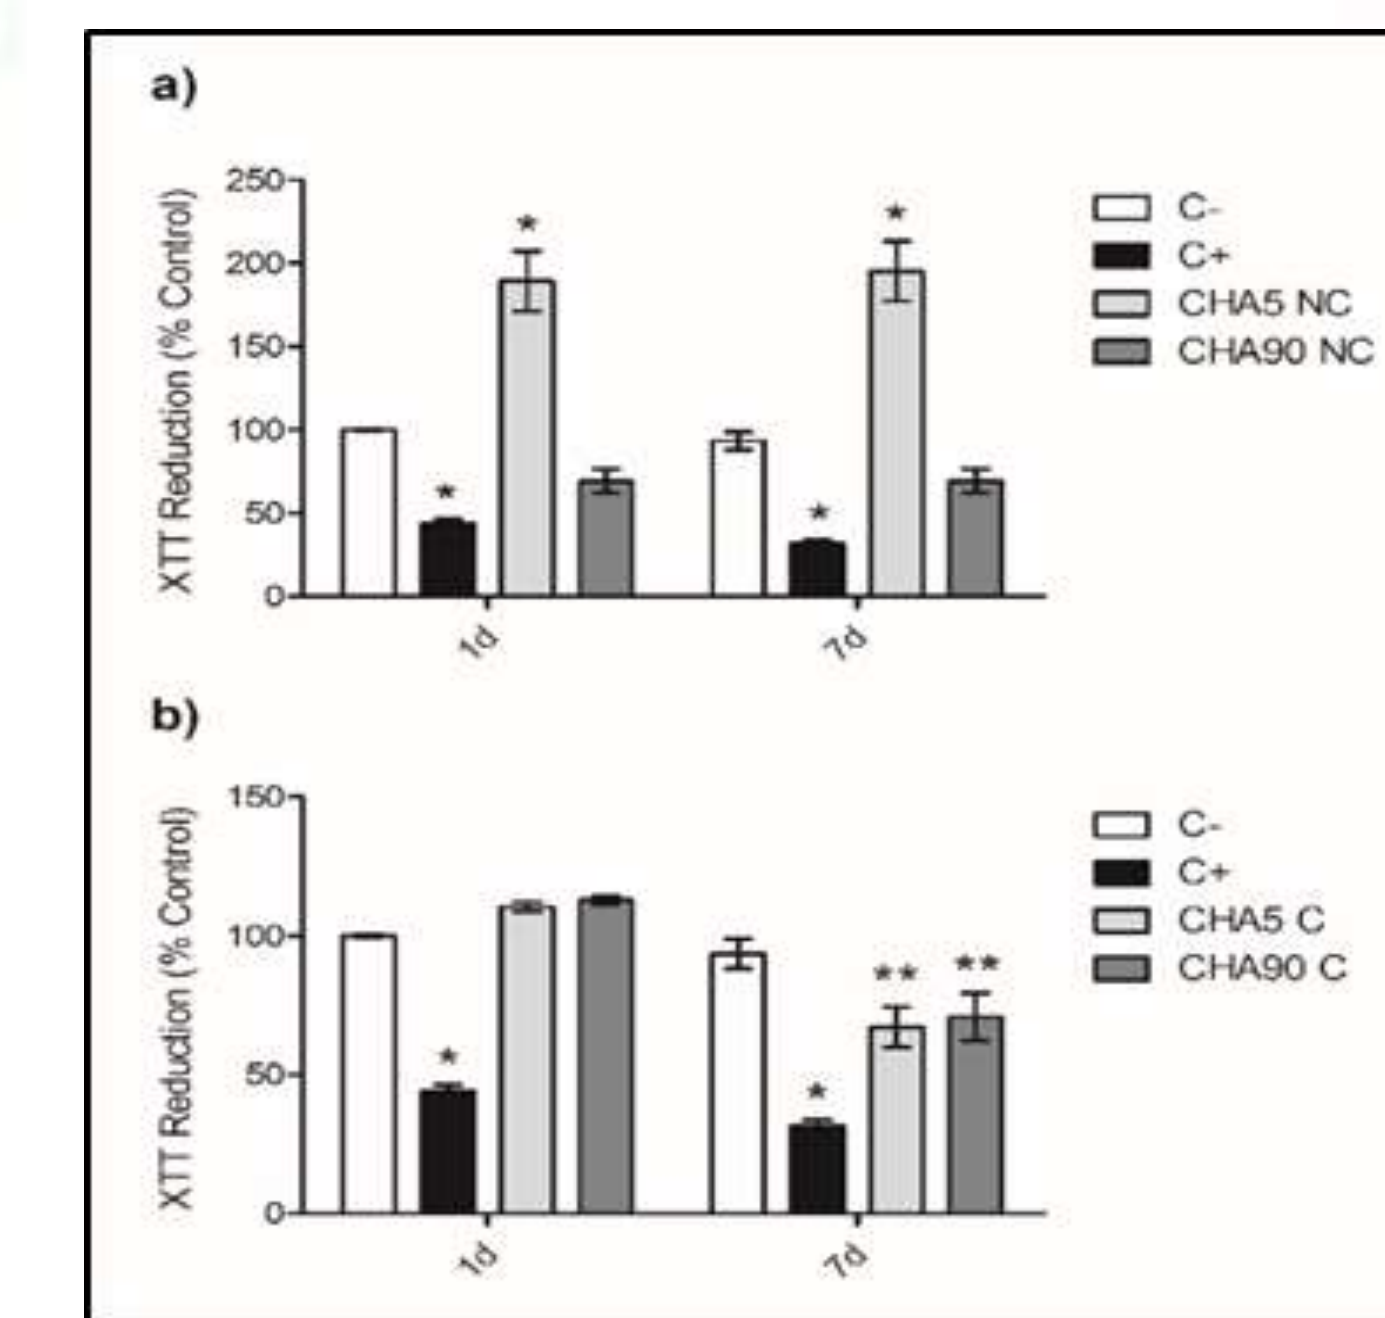 a)
XTT Reduction (% Control)
250
200
150
100
50
0
*
*
*
*
1d
7d
C-
C+
CHA5 NC
CHA90 NC
b)
XTT Reduction (% Control)
150
100
50
0
*
*
**
**
1d
7d
C-
C+
CHA5 C
CHA90 C